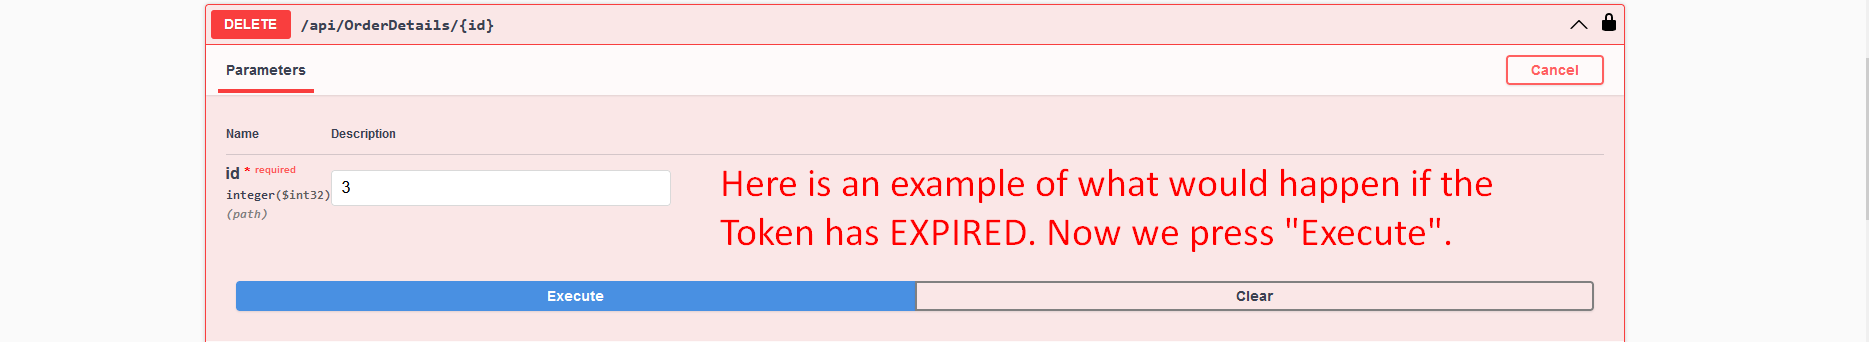 DELETE /api/OrderDetails/{id}
Parameters Cancel
Name Description
id * required
integer($int32)
(path)
3
Here is an example of what would happen if the
Token has EXPIRED. Now we press "Execute".
Execute Clear